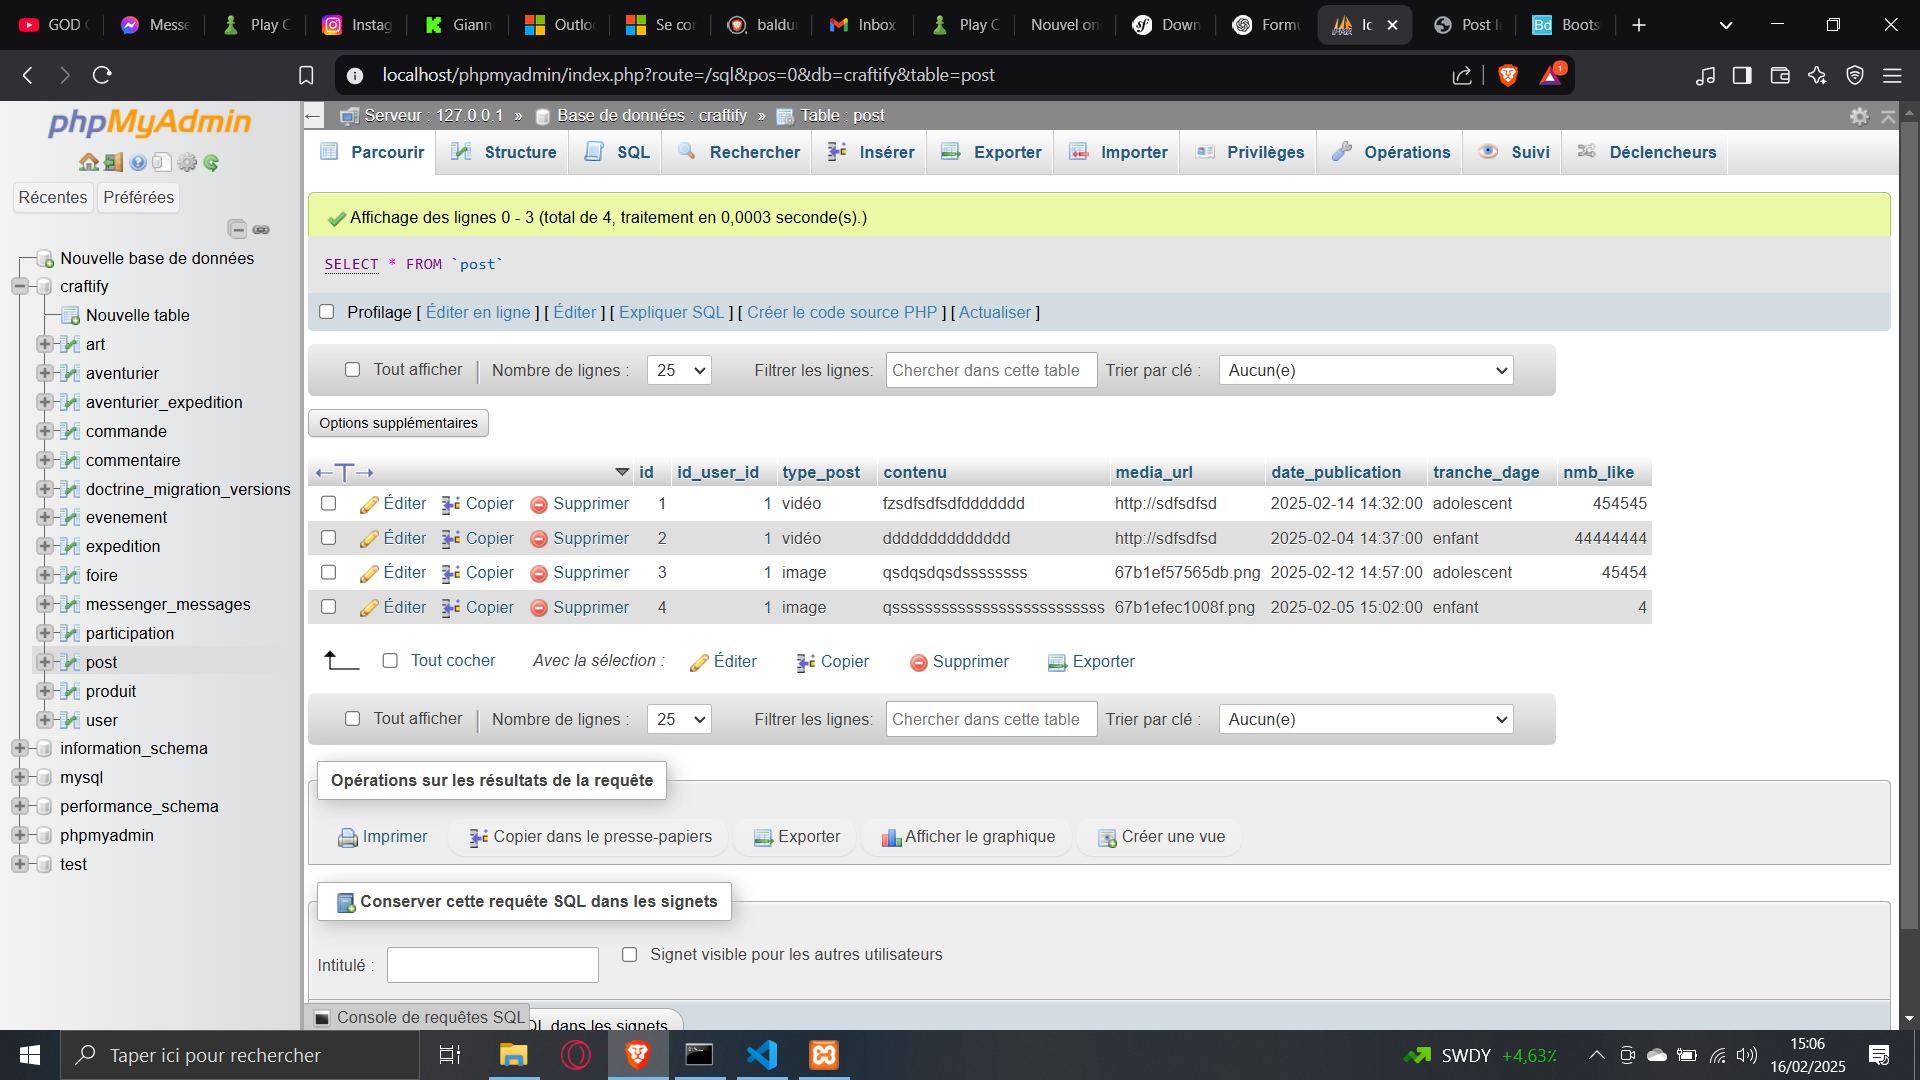 GOD
Messe
Play C
Instag
Giann
Outlo
Se cor
baldu
Inbox
Play C
Nouvel on
Down
Formu
Ic
Post I
Boots
localhost/phpmyadmin/index.php?route=/sql&pos=0&db=craftify&table=post
1
phpMyAdmin
Récentes
Préférées
Nouvelle base de données
craftify
Nouvelle table
art
aventurier
aventurier_expedition
commande
commentaire
doctrine_migration_versions
evenement
expedition
foire
messenger_messages
participation
post
produit
user
information_schema
mysql
performance_schema
phpmyadmin
test
Serveur : 127.0.0.1 » Base de données : craftify » Table : post
Parcourir Structure SQL Rechercher Insérer Exporter Importer Privilèges Opérations Suivi Déclencheurs
Affichage des lignes 0 - 3 (total de 4, traitement en 0,0003 seconde(s).)
SELECT * FROM `post`
Profilage [ Éditer en ligne ] [ Éditer ] [ Expliquer SQL ] [ Créer le code source PHP ] [ Actualiser ]
Tout afficher | Nombre de lignes : 25 Filtrer les lignes: Chercher dans cette table Trier par clé : Aucun(e)
Options supplémentaires
id id_user_id type_post contenu media_url date_publication tranche_dage nmb_like
Éditer Copier Supprimer 1 1 vidéo fzsdfsdfsdfddddddd http://sdfsdfsd 2025-02-14 14:32:00 adolescent 454545
Éditer Copier Supprimer 2 1 vidéo dddddddddddddd http://sdfsdfsd 2025-02-04 14:37:00 enfant 44444444
Éditer Copier Supprimer 3 1 image qsdqsdqsdssssssss 67b1ef57565db.png 2025-02-12 14:57:00 adolescent 45454
Éditer Copier Supprimer 4 1 image qssssssssssssssssssssssssss 67b1efec1008f.png 2025-02-05 15:02:00 enfant 4
Tout cocher Avec la sélection : Éditer Copier Supprimer Exporter
Tout afficher | Nombre de lignes : 25 Filtrer les lignes: Chercher dans cette table Trier par clé : Aucun(e)
Opérations sur les résultats de la requête
Imprimer Copier dans le presse-papiers Exporter Afficher le graphique Créer une vue
Conserver cette requête SQL dans les signets
Intitulé : Signet visible pour les autres utilisateurs
Console de requêtes SQL
QL dans les signets
Taper ici pour rechercher
SWDY +4,63%
15:06
16/02/2025